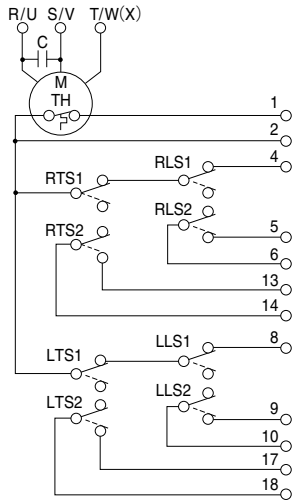 R/U S/V T/W(X)
C
M
TH
1
2
RLS1 4
RTS1
RLS2
RTS2 5
6
13
14
LLS1 8
LTS1
LLS2
LTS2 9
10
17
18